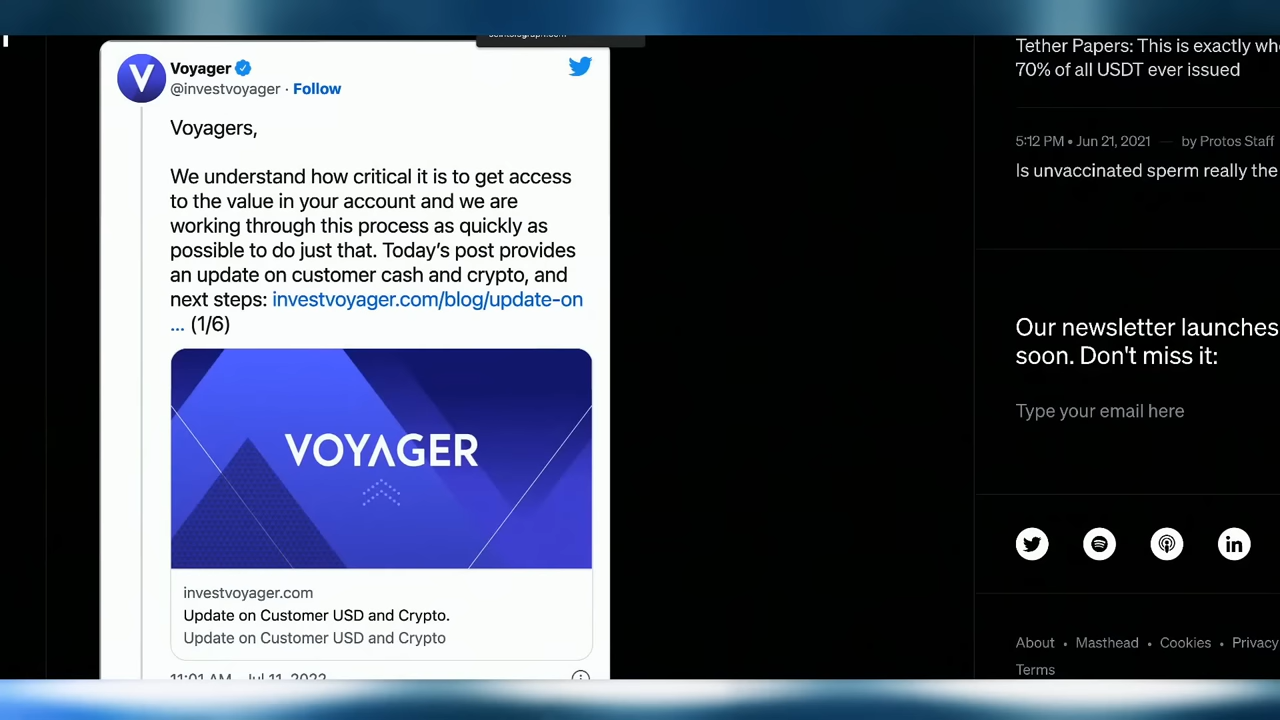 Voyager
@investvoyager · Follow
Voyagers,
We understand how critical it is to get access
to the value in your account and we are
working through this process as quickly as
possible to do just that. Today's post provides
an update on customer cash and crypto, and
next steps: investvoyager.com/blog/update-on
... (1/6)
VOYAGER
investvoyager.com
Update on Customer USD and Crypto.
Update on Customer USD and Crypto
11:01 AM Jul 11, 2022
Tether Papers: This is exactly
70% of all USDT ever issued
5:12 PM • Jun 21, 2021 — by Protos Staff
Is unvaccinated sperm really the
Our newsletter launches
soon. Don't miss it:
Type your email here
in
About • Masthead • Cookies • Privacy
Terms